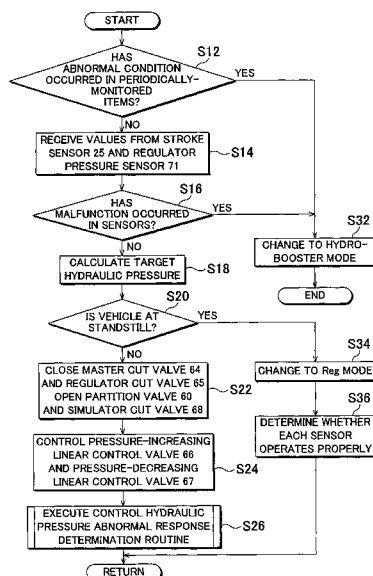 START
S12
HAS
ABNORMAL CONDITION
OCCURRED IN PERIODICALLY-
MONITORED
ITEMS?
YES
NO
RECEIVE VALUES FROM STROKE
SENSOR 25 AND REGULATOR
PRESSURE SENSOR 71
S14
S16
HAS
MALFUNCTION OCCURRED
IN SENSORS?
YES
NO
S32
CHANGE TO HYDRO-
BOOSTER MODE
END
CALCULATE TARGET
HYDRAULIC PRESSURE
S18
S20
IS VEHICLE AT
STANDSTILL?
YES
NO
S34
CHANGE TO Reg MODE
CLOSE MASTER CUT VALVE 64
AND REGULATOR CUT VALVE 65
OPEN PARTITION VALVE 60
AND SIMULATOR CUT VALVE 68
S22
S36
DETERMINE WHETHER
EACH SENSOR
OPERATES PROPERLY
CONTROL PRESSURE-INCREASING
LINEAR CONTROL VALVE 66
AND PRESSURE-DECREASING
LINEAR CONTROL VALVE 67
S24
EXECUTE CONTROL HYDRAULIC
PRESSURE ABNORMAL RESPONSE
DETERMINATION ROUTINE
S26
RETURN